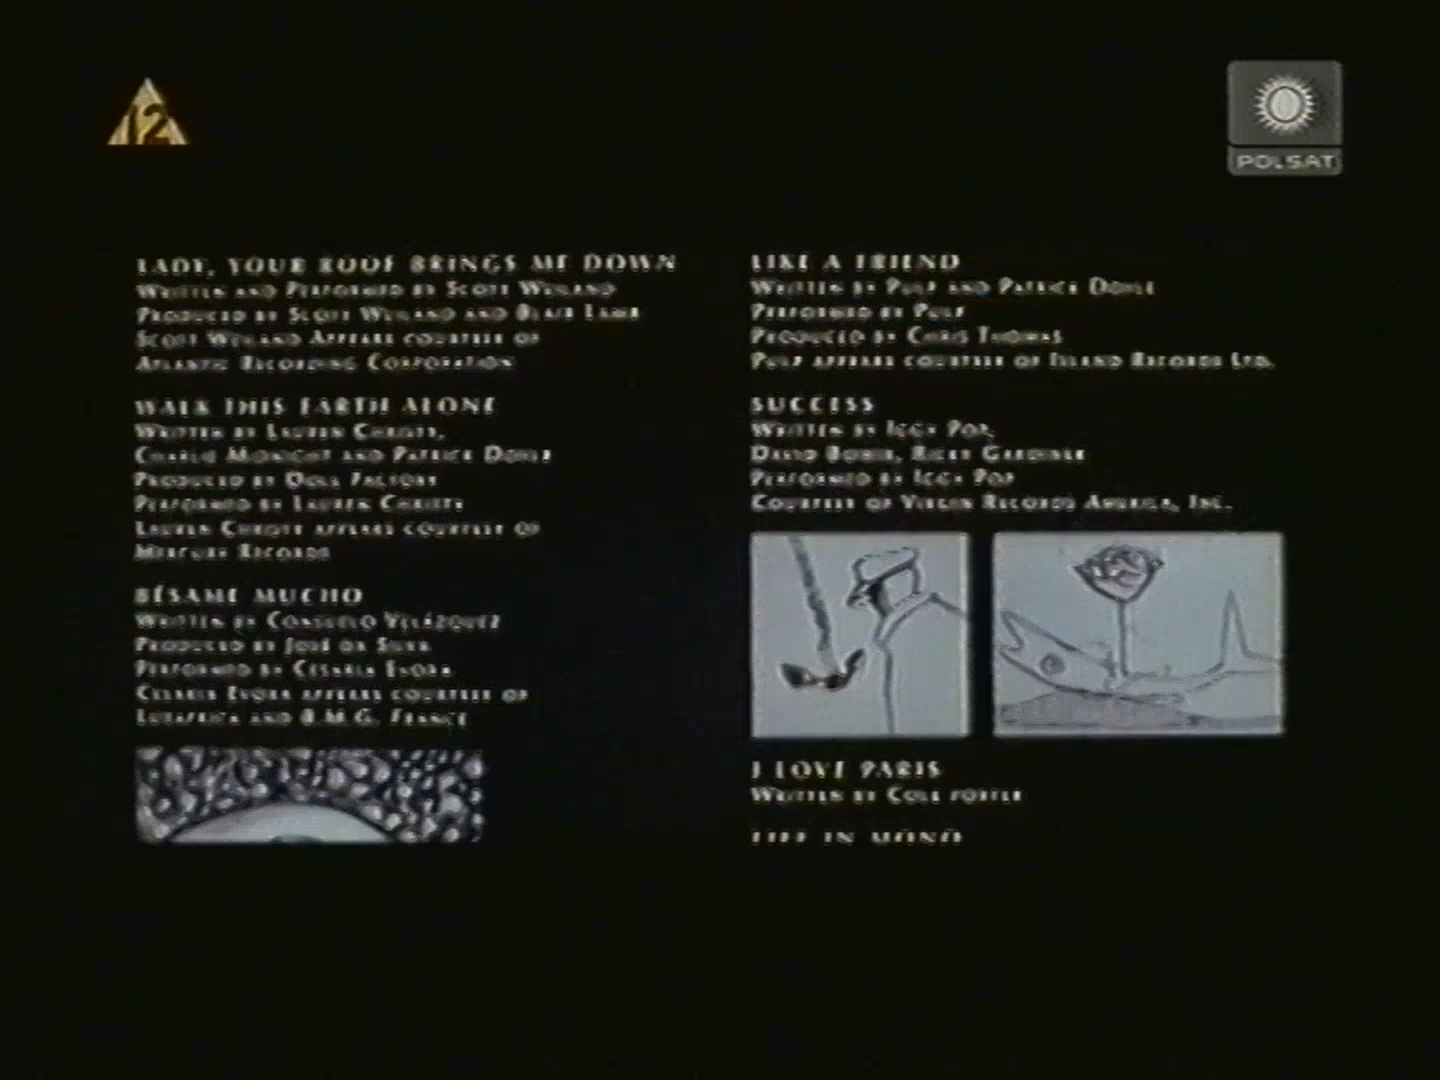 12
POLSAT
LADY, YOUR ROOF BRINGS ME DOWN
WRITTEN AND PERFORMED BY SCOTT WEILAND
PRODUCED BY SCOTT WEILAND AND BLAIR LAMB
SCOTT WEILAND APPEARS COURTESY OF
ATLANTIC RECORDING CORPORATION
WALK THIS EARTH ALONE
WRITTEN BY LAUREN CHRISTY,
CHARLIE MIDNIGHT AND PATRICK DOYLE
PRODUCED BY DOLL FACTORY
PERFORMED BY LAUREN CHRISTY
LAUREN CHRISTY APPEARS COURTESY OF
MERCURY RECORDS
BÉSAME MUCHO
WRITTEN BY CONSUELO VELÁZQUEZ
PRODUCED BY JOSÉ DA SILVA
PERFORMED BY CESARIA EVORA
CESARIA EVORA APPEARS COURTESY OF
LUSAFRICA AND B.M.G. FRANCE
LIKE A FRIEND
WRITTEN BY PULP AND PATRICK DOYLE
PERFORMED BY PULP
PRODUCED BY CHRIS THOMAS
PULP APPEARS COURTESY OF ISLAND RECORDS LTD.
SUCCESS
WRITTEN BY IGGY POP,
DAVID BOWIE, RICKY GARDINER
PERFORMED BY IGGY POP
COURTESY OF VIRGIN RECORDS AMERICA, INC.
I LOVE PARIS
WRITTEN BY COLE PORTER
LIFE IN MONO